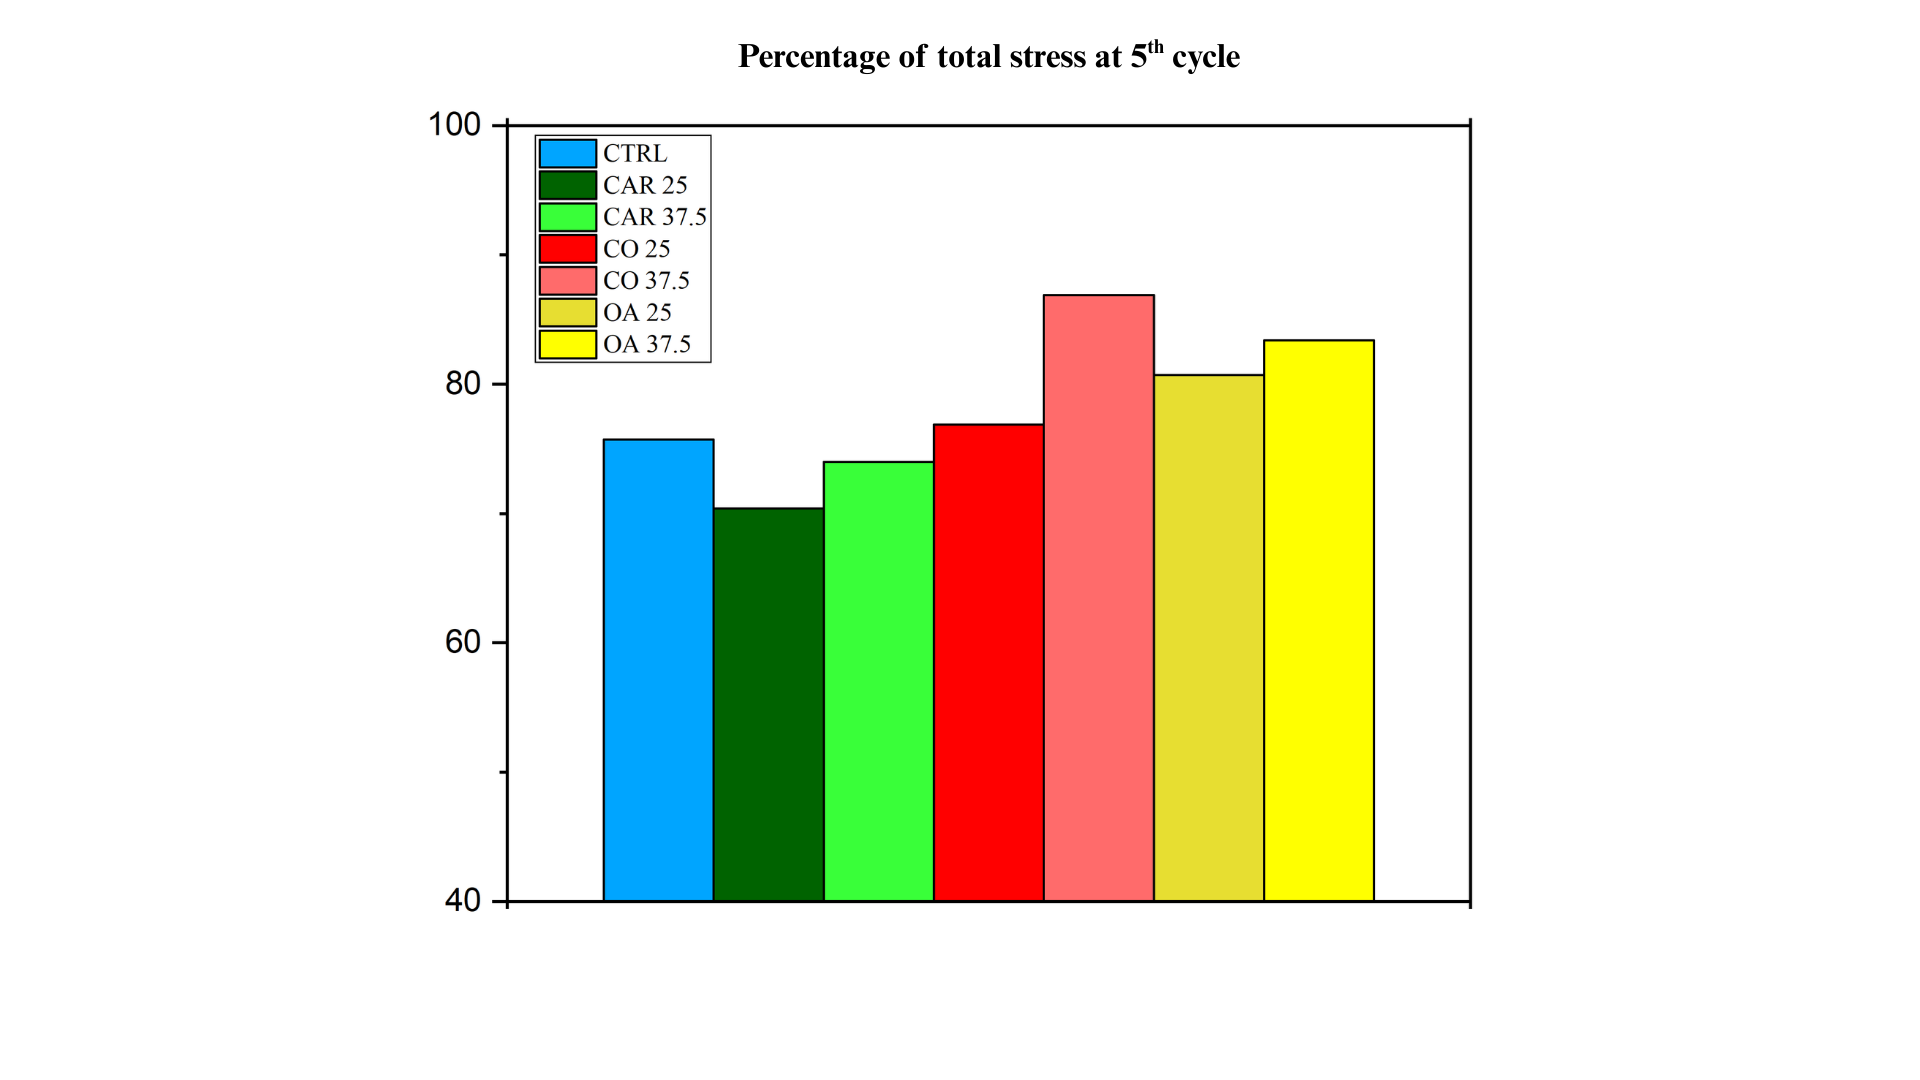 Percentage of total stress at 5th cycle
100
CTRL
CAR 25
CAR 37.5
CO 25
CO 37.5
OA 25
OA 37.5
80
60
40